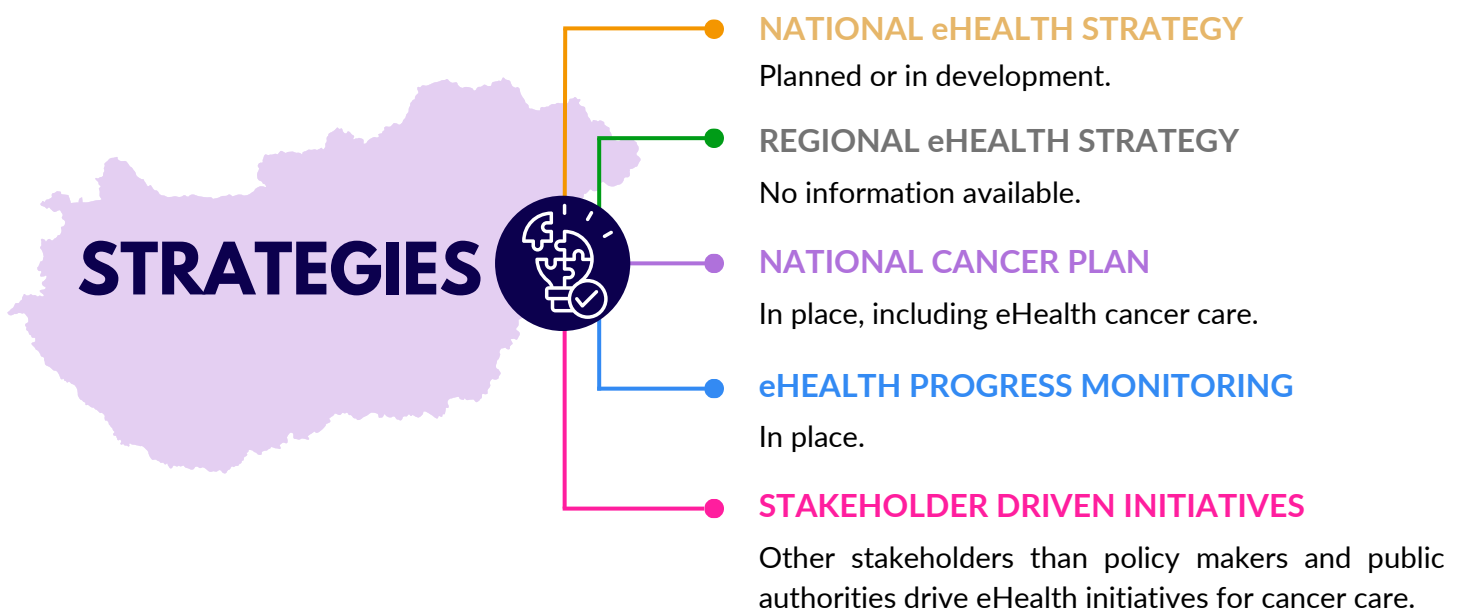 STRATEGIES
NATIONAL eHEALTH STRATEGY
Planned or in development.
REGIONAL eHEALTH STRATEGY
No information available.
NATIONAL CANCER PLAN
In place, including eHealth cancer care.
eHEALTH PROGRESS MONITORING
In place.
STAKEHOLDER DRIVEN INITIATIVES
Other stakeholders than policy makers and public
authorities drive eHealth initiatives for cancer care.